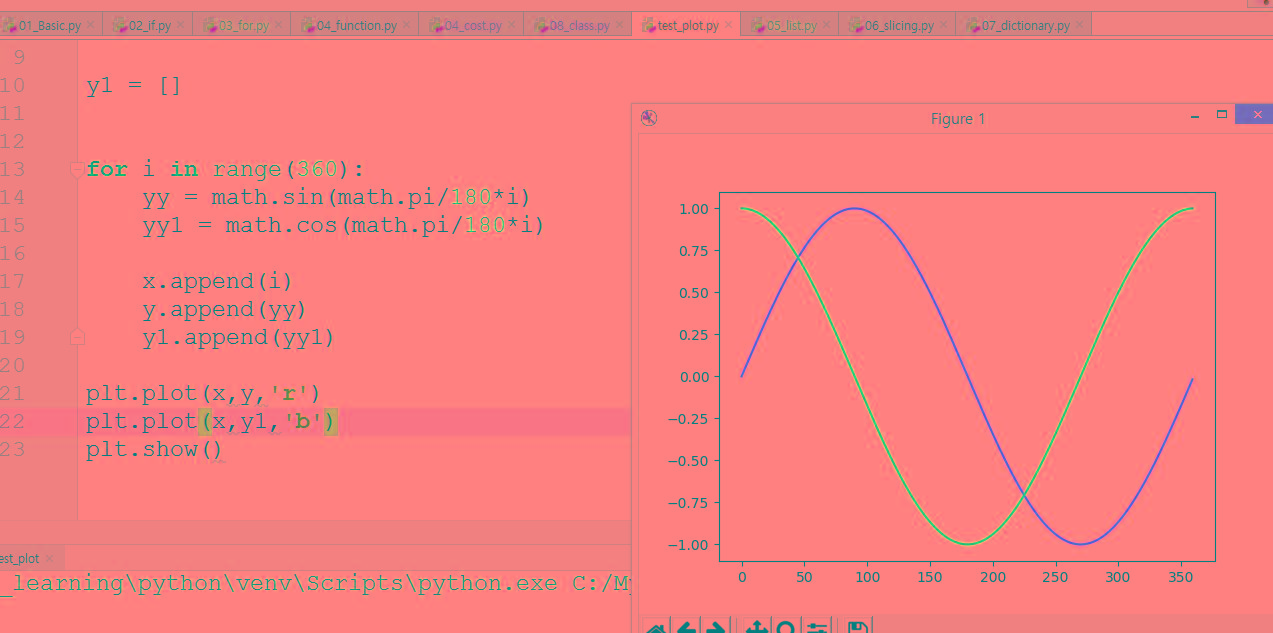 01_Basic.py 02_if.py 03_for.py 04_function.py 04_cost.py 08_class.py test_plot.py 05_list.py 06_slicing.py 07_dictionary.py
9
10 y1 = []
11
12
13 for i in range(360):
14 yy = math.sin(math.pi/180*i)
15 yy1 = math.cos(math.pi/180*i)
16
17 x.append(i)
18 y.append(yy)
19 y1.append(yy1)
20
21 plt.plot(x,y,'r')
22 plt.plot(x,y1,'b')
23 plt.show()
est_plot
_learning\python\venv\Scripts\python.exe C:/My
Figure 1
1.00
0.75
0.50
0.25
0.00
−0.25
−0.50
−0.75
−1.00
0 50 100 150 200 250 300 350